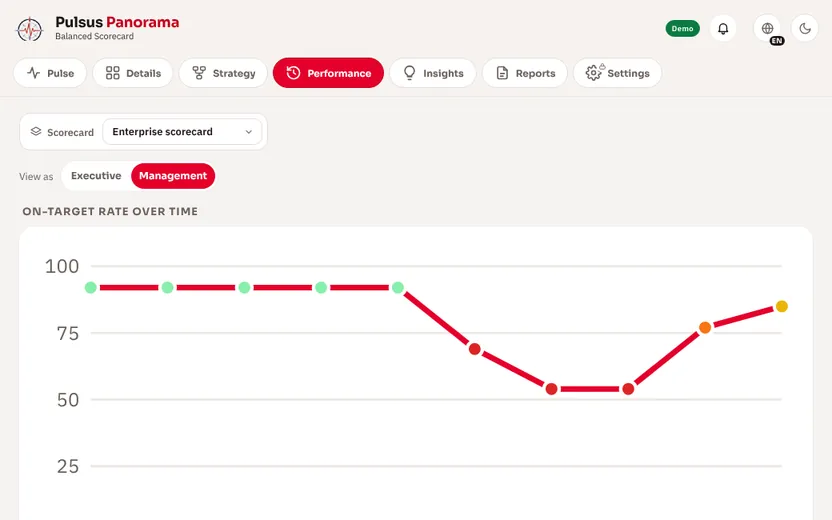 Pulsus Panorama
Balanced Scorecard
Demo
EN
Pulse
Details
Strategy
Performance
Insights
Reports
Settings
Scorecard
Enterprise scorecard
View as
Executive
Management
ON-TARGET RATE OVER TIME
100
75
50
25